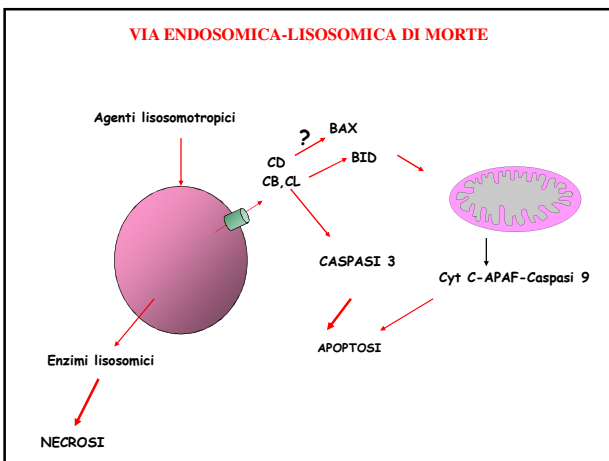 VIA ENDOSOMICA-LISOSOMICA DI MORTE
Agenti lisosomotropici
?
BAX
CD
BID
CB,CL
CASPASI 3
Cyt C-APAF-Caspasi 9
APOPTOSI
Enzimi lisosomici
NECROSI